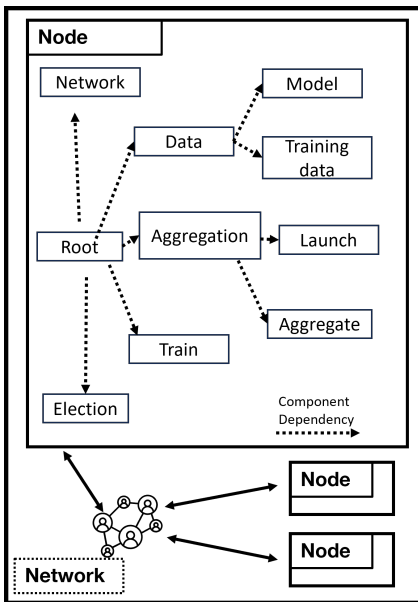 Node
Network
Model
Data
Training
data
Root
Aggregation
Launch
Aggregate
Train
Election
Component
Dependency
Node
Node
Network